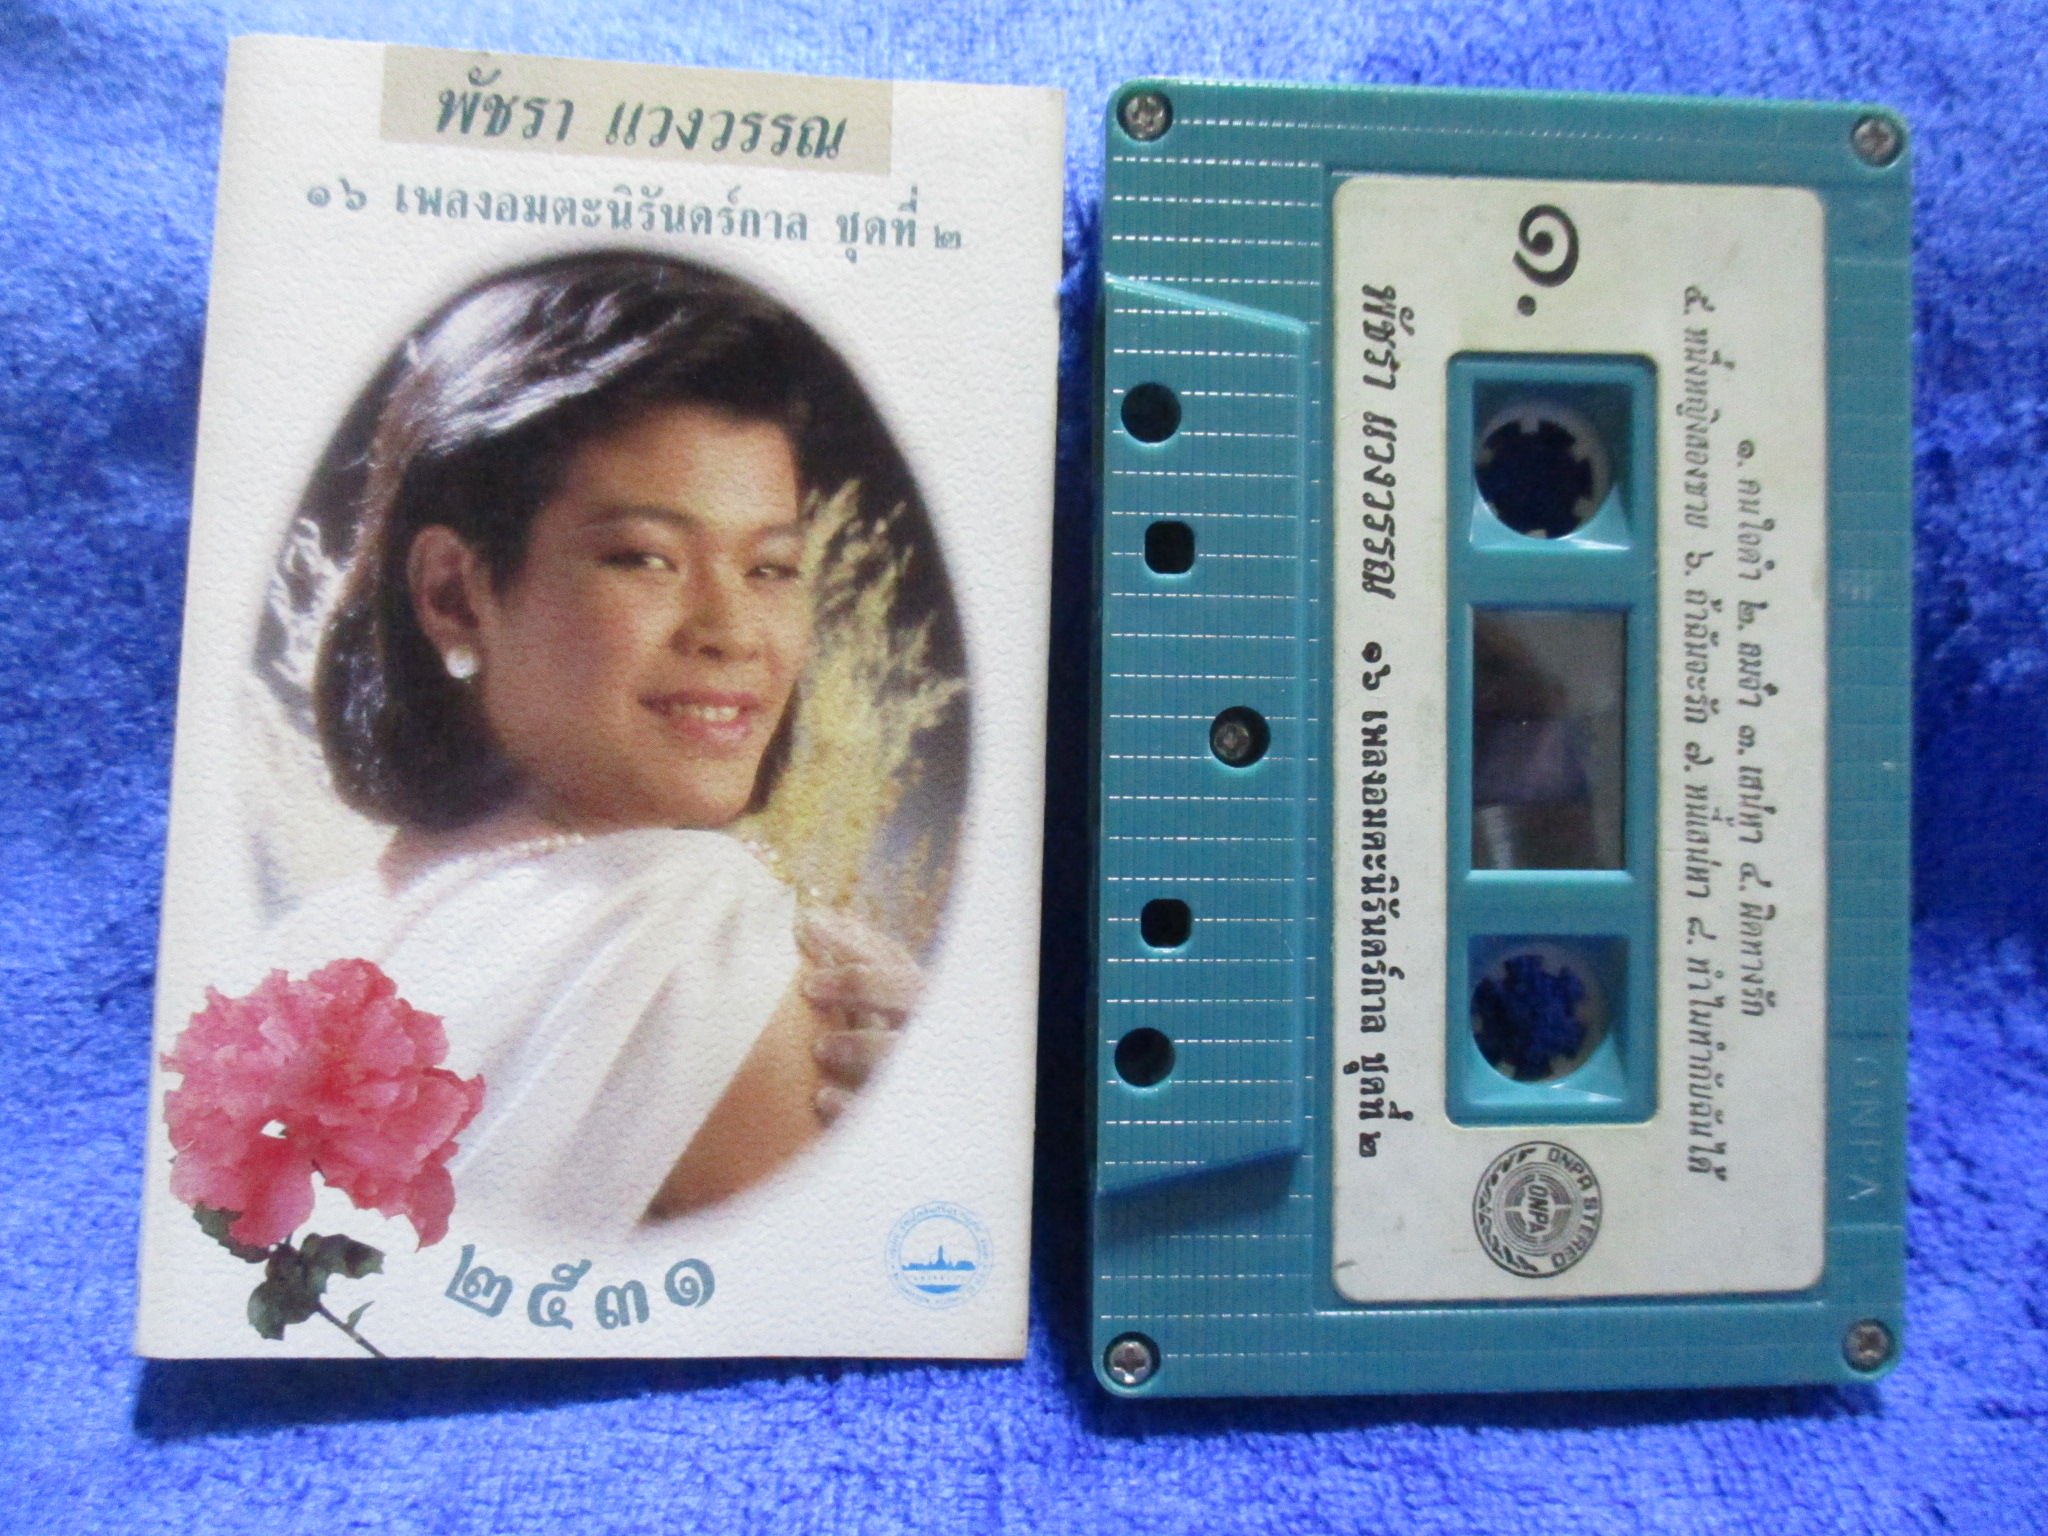 พัชรา แวงวรรณ
๑๖ เพลงอมตะนิรันดร์กาล ชุดที่ ๒
๒๕๓๑
๑.
พัชรา แวงวรรณ ๑๖ เพลงอมตะนิรันดร์กาล ชุดที่ ๒
๑. คนใจดำ ๒. ลมจ๋า ๓. เสน่หา ๔. ผิดทางรัก
๕. หนึ่งหญิงสองชาย ๖. ถ้าฉันจะรัก ๗. หนี้เสน่หา ๘. ทำไมทำกับฉันได้
ONPA STEREO
ONPA
ONPA